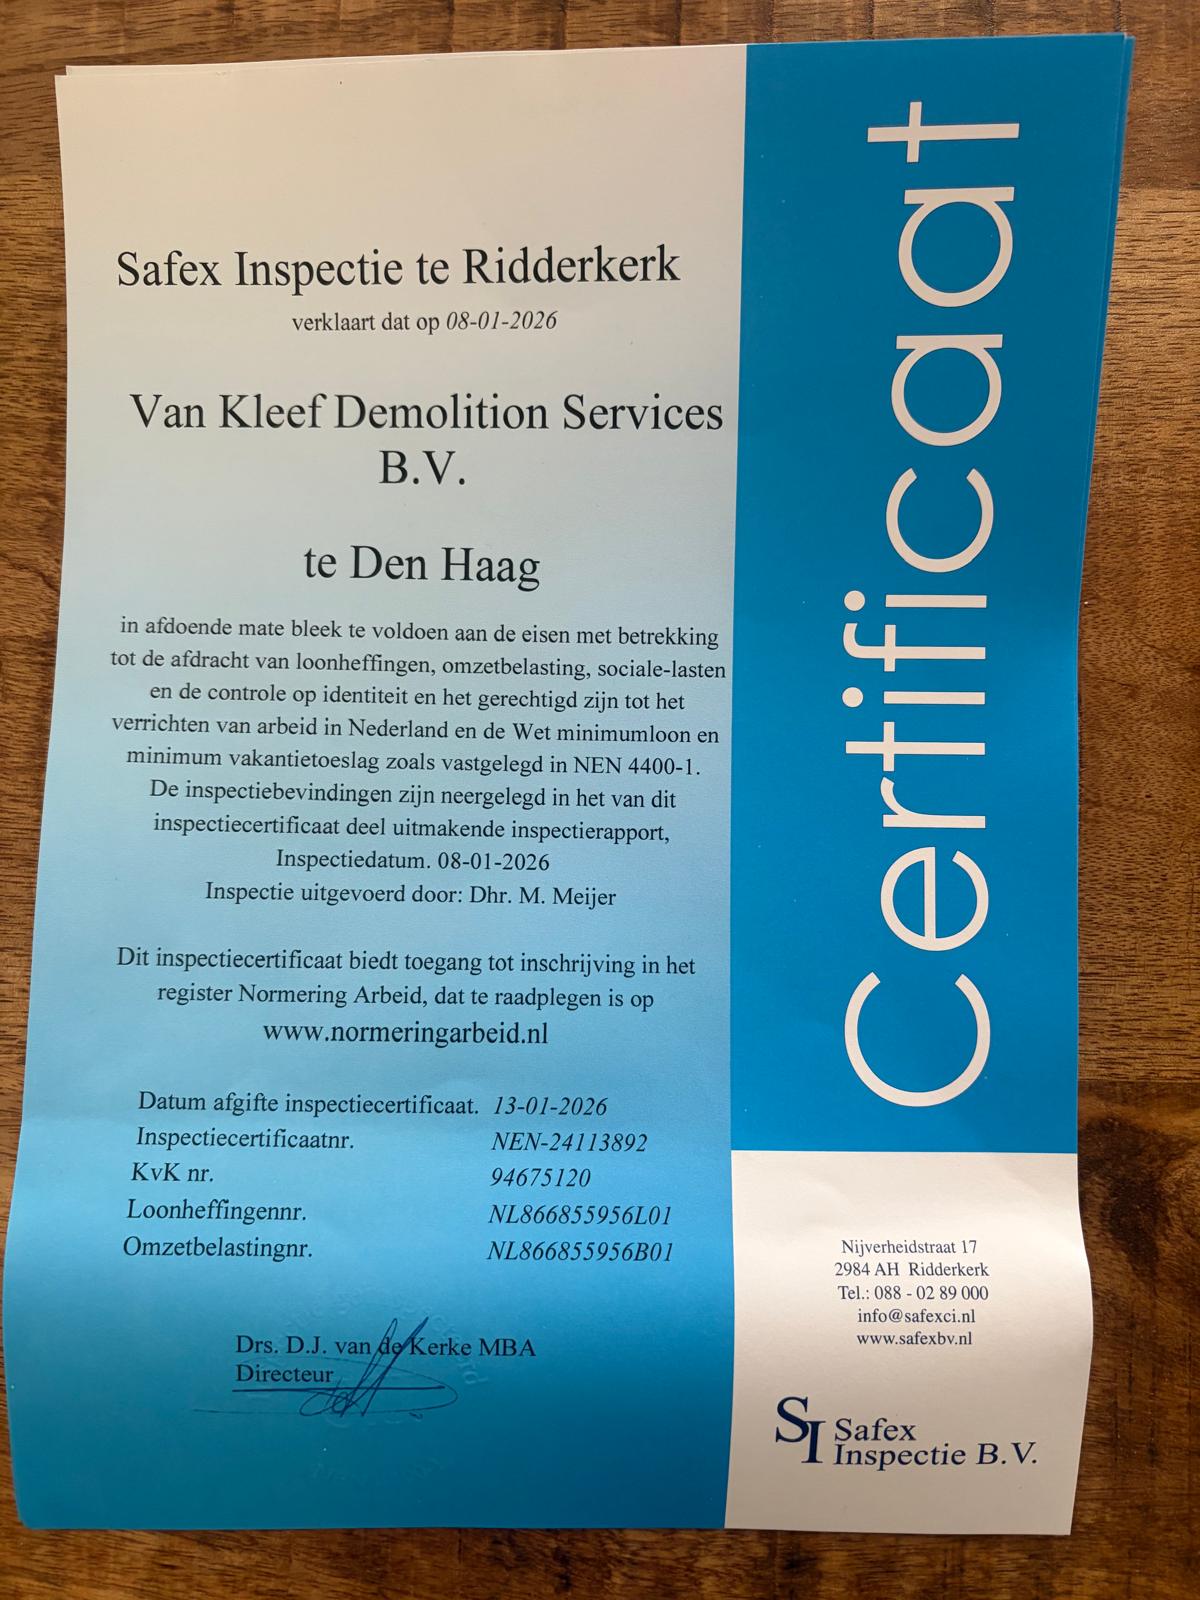 Safex Inspectie te Ridderkerk
verklaart dat op 08-01-2026
Van Kleef Demolition Services
B.V.
te Den Haag
in afdoende mate bleek te voldoen aan de eisen met betrekking
tot de afdracht van loonheffingen, omzetbelasting, sociale-lasten
en de controle op identiteit en het gerechtigd zijn tot het
verrichten van arbeid in Nederland en de Wet minimumloon en
minimum vakantietoeslag zoals vastgelegd in NEN 4400-1.
De inspectiebevindingen zijn neergelegd in het van dit
inspectiecertificaat deel uitmakende inspectierapport,
Inspectiedatum. 08-01-2026
Inspectie uitgevoerd door: Dhr. M. Meijer
Dit inspectiecertificaat biedt toegang tot inschrijving in het
register Normering Arbeid, dat te raadplegen is op
www.normeringarbeid.nl
Datum afgifte inspectiecertificaat. 13-01-2026
Inspectiecertificaatnr. NEN-24113892
KvK nr. 94675120
Loonheffingennr. NL866855956L01
Omzetbelastingnr. NL866855956B01
Drs. D.J. van de Kerke MBA
Directeur
Certificaat
Nijverheidstraat 17
2984 AH Ridderkerk
Tel.: 088 - 02 89 000
info@safexci.nl
www.safexbv.nl
SI Safex
Inspectie B.V.